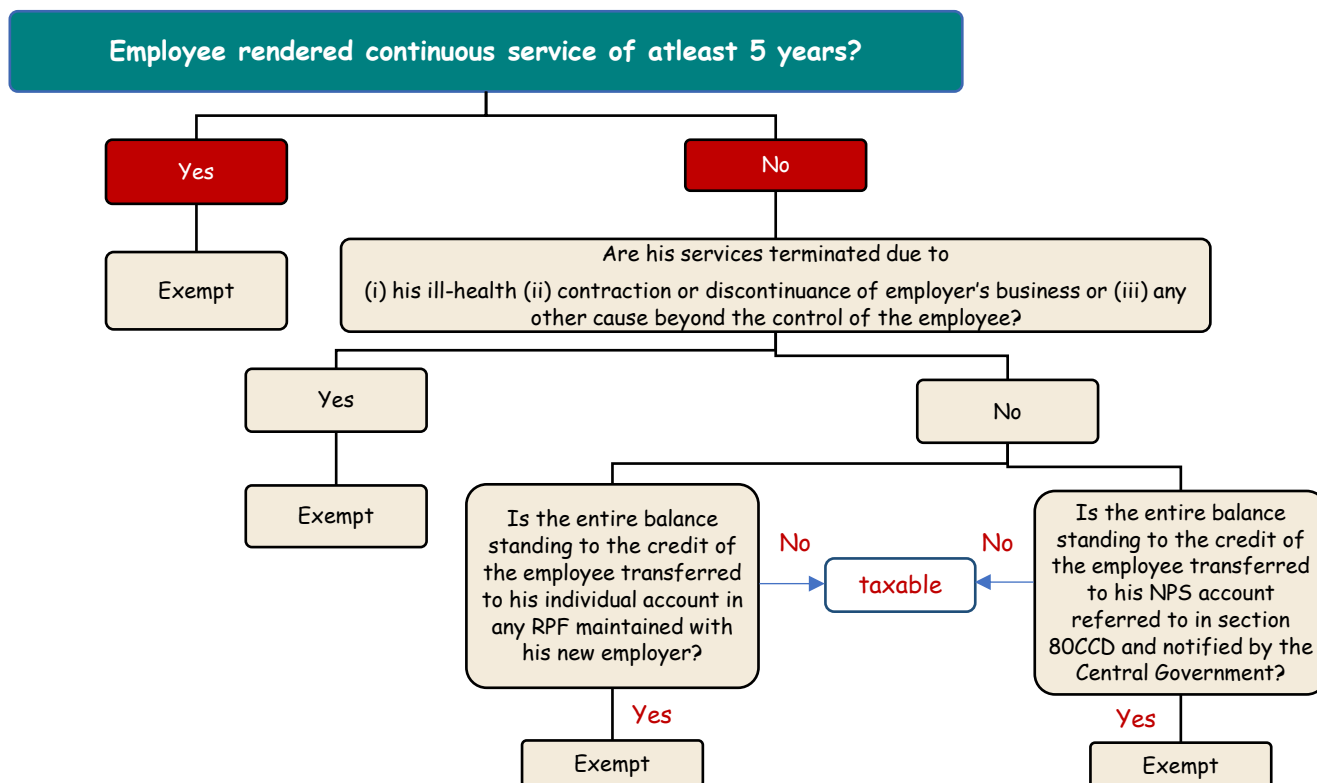 Employee rendered continuous service of atleast 5 years?
Yes
No
Exempt
Are his services terminated due to
(i) his ill-health (ii) contraction or discontinuance of employer's business or (iii) any
other cause beyond the control of the employee?
Yes
No
Exempt
Is the entire balance
standing to the credit of
the employee transferred
to his individual account in
any RPF maintained with
his new employer?
No
taxable
No
Is the entire balance
standing to the credit of
the employee transferred
to his NPS account
referred to in section
80CCD and notified by the
Central Government?
Yes
Yes
Exempt
Exempt